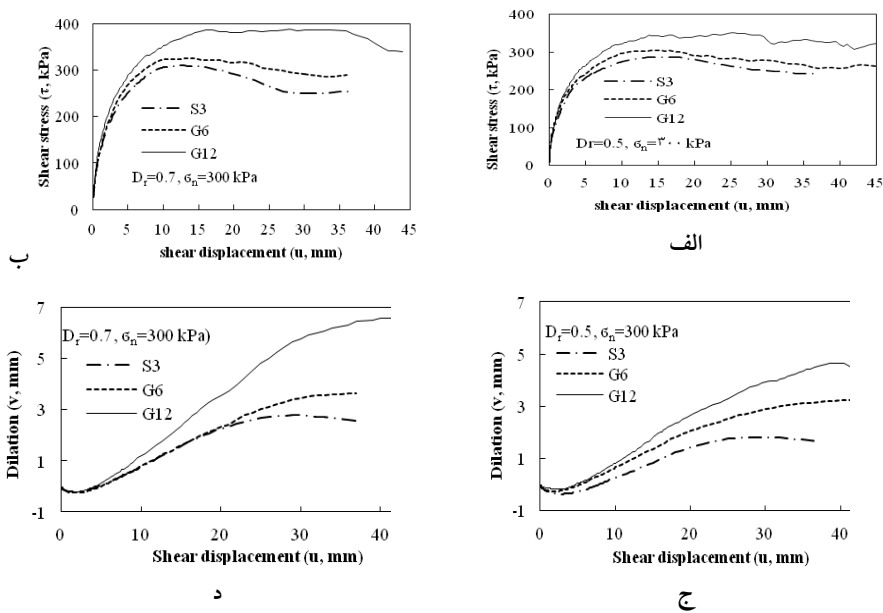 400
300
200
100
0
Shear stress (τ, kPa)
S3
G6
G12
Dr=0.7, σn=300 kPa
0 5 10 15 20 25 30 35 40 45
shear displacement (u, mm)
ب
400
300
200
100
0
Shear stress (τ, kPa)
S3
G6
G12
Dr=0.5, σn=۳۰۰ kPa
0 5 10 15 20 25 30 35 40 45
shear displacement (u, mm)
الف
7
5
3
1
-1
Dilation (v, mm)
Dr=0.7, σn=300 kPa)
S3
G6
G12
0 10 20 30 40
Shear displacement (u, mm)
د
7
5
3
1
-1
Dilation (v, mm)
Dr=0.5, σn=300 kPa
S3
G6
G12
0 10 20 30 40
Shear displacement (u, mm)
ج